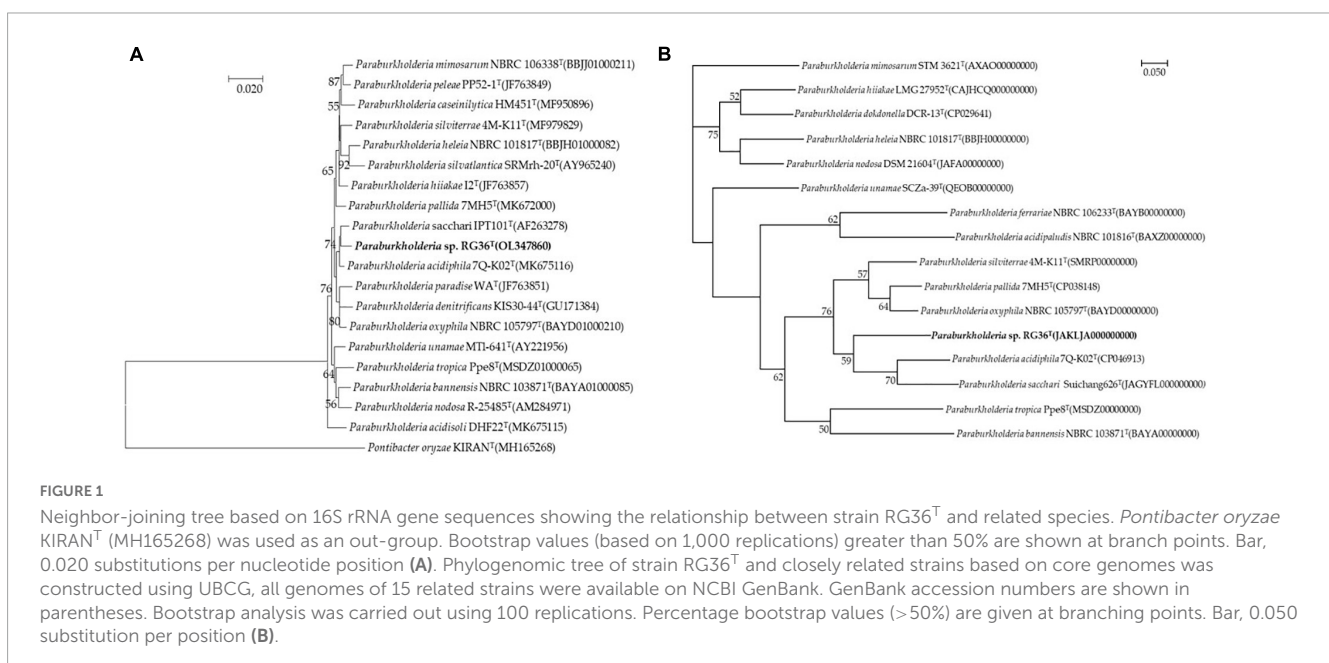 A
0.020
Paraburkholderia mimosarum NBRC 106338ᵀ(BBJJ01000211)
87
Paraburkholderia peleae PP52-1ᵀ(JF763849)
55
Paraburkholderia caseinilytica HM451ᵀ(MF950896)
Paraburkholderia silviterrae 4M-K11ᵀ(MF979829)
Paraburkholderia heleia NBRC 101817ᵀ(BBJH01000082)
92
Paraburkholderia silvatlantica SRMrh-20ᵀ(AY965240)
65
Paraburkholderia hiiakae I2ᵀ(JF763857)
Paraburkholderia pallida 7MH5ᵀ(MK672000)
Paraburkholderia sacchari IPT101ᵀ(AF263278)
74
Paraburkholderia sp. RG36ᵀ(OL347860)
Paraburkholderia acidiphila 7Q-K02ᵀ(MK675116)
76
Paraburkholderia paradise WAᵀ(JF763851)
Paraburkholderia denitrificans KIS30-44ᵀ(GU171384)
80
Paraburkholderia oxyphila NBRC 105797ᵀ(BAYD01000210)
Paraburkholderia unamae MTl-641ᵀ(AY221956)
64
Paraburkholderia tropica Ppe8ᵀ(MSDZ01000065)
Paraburkholderia bannensis NBRC 103871ᵀ(BAYA01000085)
56
Paraburkholderia nodosa R-25485ᵀ(AM284971)
Paraburkholderia acidisoli DHF22ᵀ(MK675115)
Pontibacter oryzae KIRANᵀ(MH165268)
B
0.050
Paraburkholderia mimosarum STM 3621ᵀ(AXAO00000000)
Paraburkholderia hiiakae LMG 27952ᵀ(CAJHCQ000000000)
52
Paraburkholderia dokdonella DCR-13ᵀ(CP029641)
75
Paraburkholderia heleia NBRC 101817ᵀ(BBJH00000000)
Paraburkholderia nodosa DSM 21604ᵀ(JAFA00000000)
Paraburkholderia unamae SCZa-39ᵀ(QEOB00000000)
Paraburkholderia ferrariae NBRC 106233ᵀ(BAYB00000000)
62
Paraburkholderia acidipaludis NBRC 101816ᵀ(BAXZ00000000)
Paraburkholderia silviterrae 4M-K11ᵀ(SMRP00000000)
57
Paraburkholderia pallida 7MH5ᵀ(CP038148)
64
Paraburkholderia oxyphila NBRC 105797ᵀ(BAYD00000000)
76
Paraburkholderia sp. RG36ᵀ(JAKLJA000000000)
59
Paraburkholderia acidiphila 7Q-K02ᵀ(CP046913)
70
Paraburkholderia sacchari Suichang626ᵀ(JAGYFL000000000)
62
Paraburkholderia tropica Ppe8ᵀ(MSDZ00000000)
50
Paraburkholderia bannensis NBRC 103871ᵀ(BAYA00000000)
FIGURE 1
Neighbor-joining tree based on 16S rRNA gene sequences showing the relationship between strain RG36ᵀ and related species. Pontibacter oryzae
KIRANᵀ (MH165268) was used as an out-group. Bootstrap values (based on 1,000 replications) greater than 50% are shown at branch points. Bar,
0.020 substitutions per nucleotide position (A). Phylogenomic tree of strain RG36ᵀ and closely related strains based on core genomes was
constructed using UBCG, all genomes of 15 related strains were available on NCBI GenBank. GenBank accession numbers are shown in
parentheses. Bootstrap analysis was carried out using 100 replications. Percentage bootstrap values (>50%) are given at branching points. Bar, 0.050
substitution per position (B).